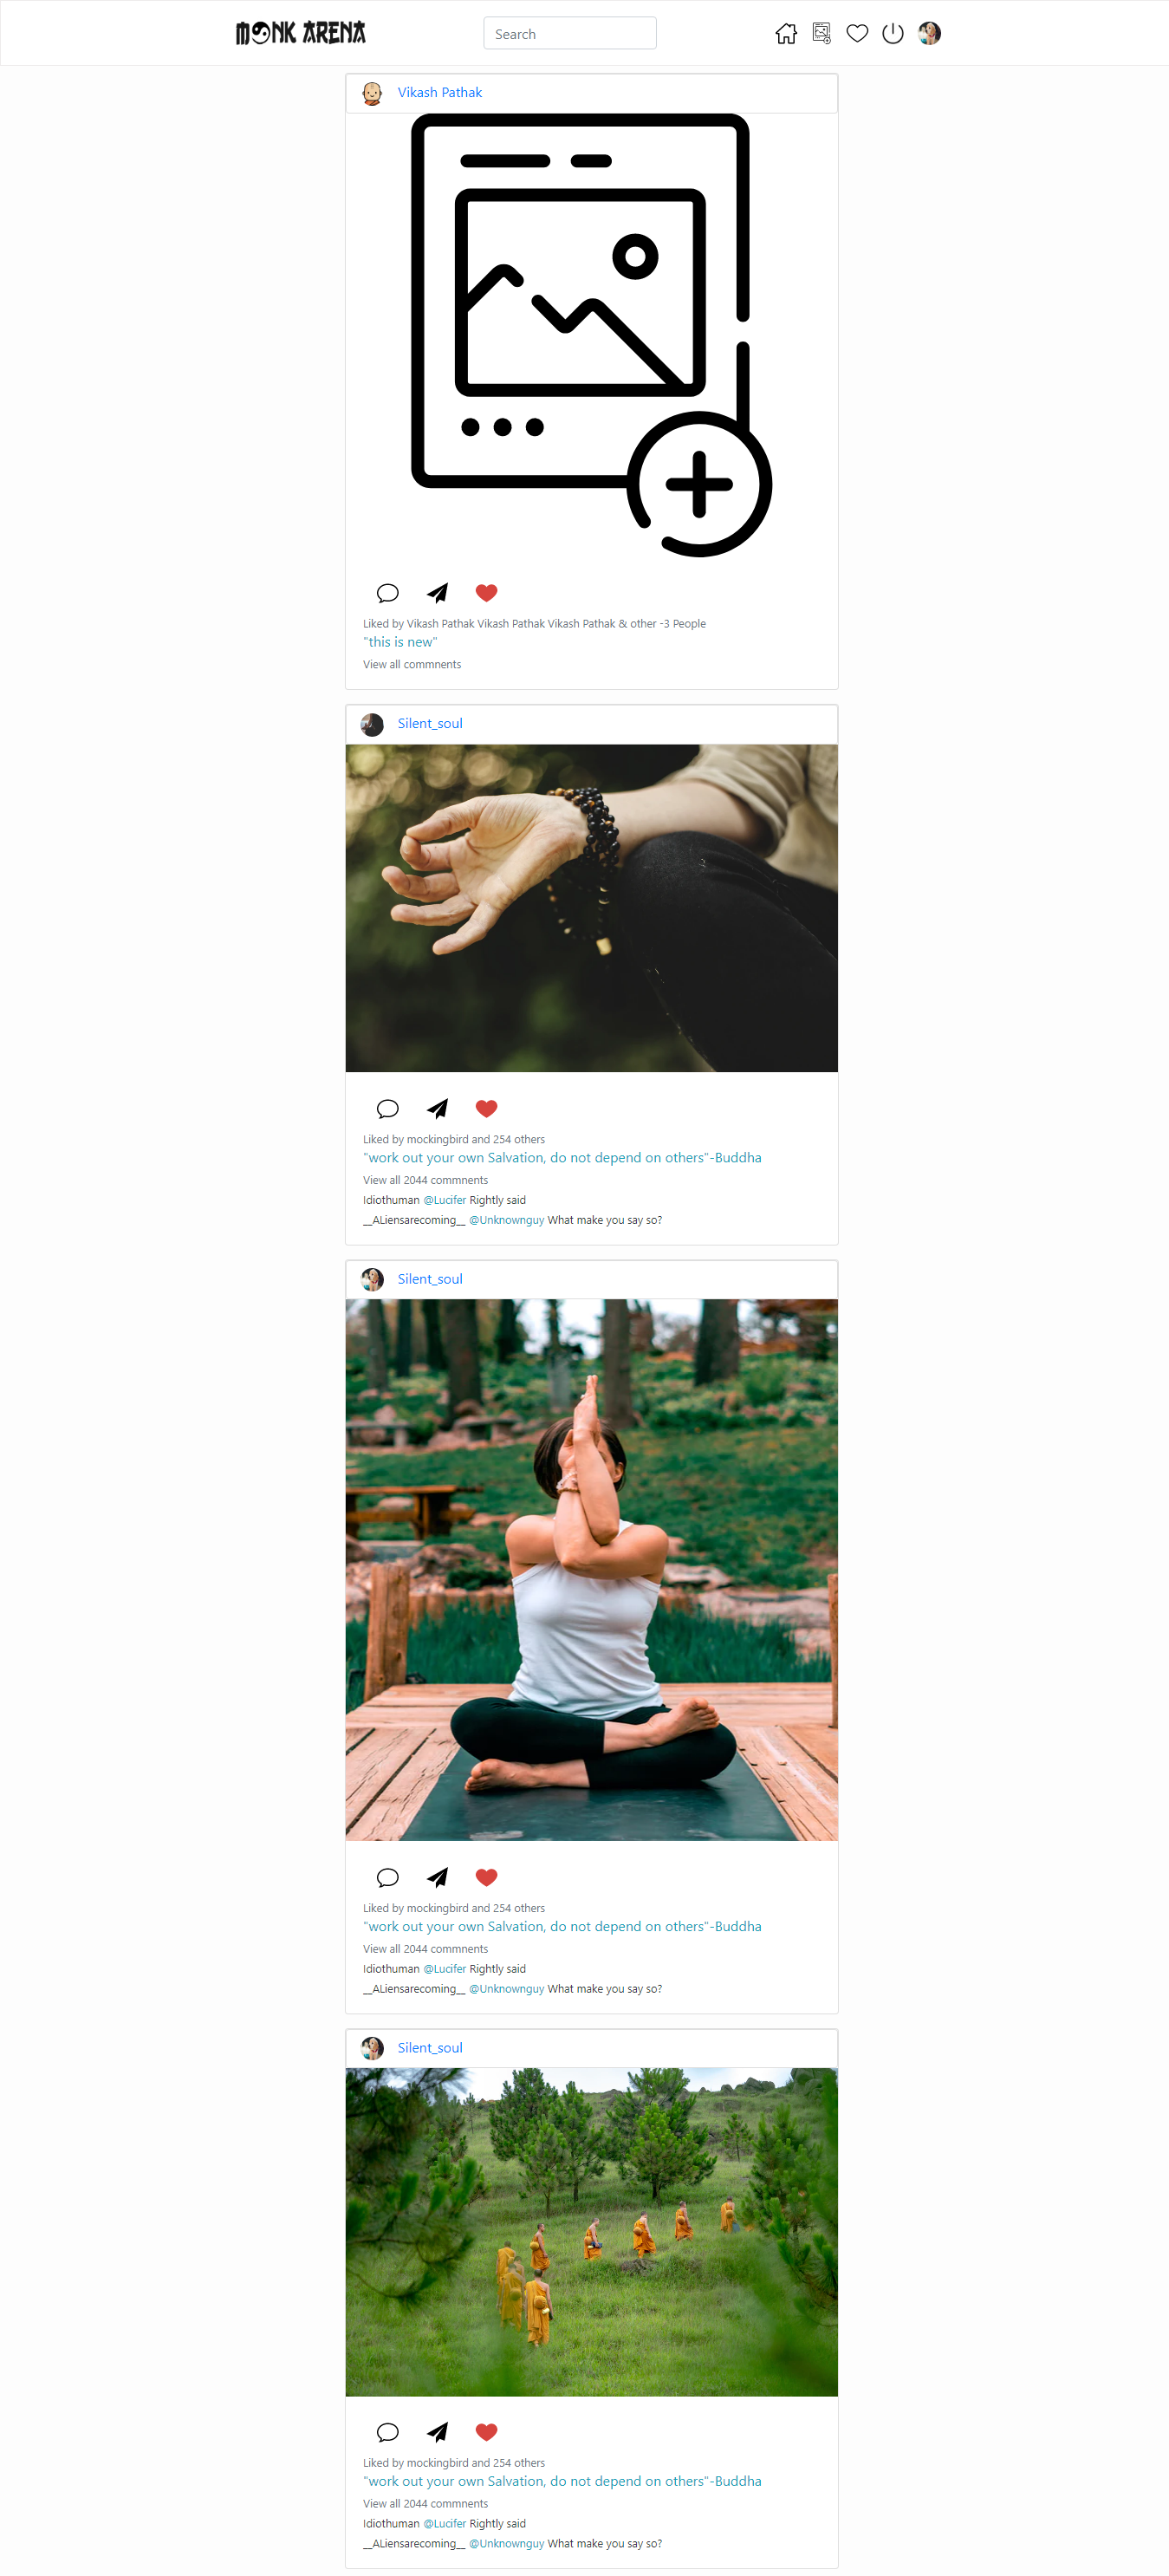 MONK ARENA
Search
Vikash Pathak
Liked by Vikash Pathak Vikash Pathak Vikash Pathak & other -3 People
"this is new"
View all commnents
Silent_soul
Liked by mockingbird and 254 others
"work out your own Salvation, do not depend on others"-Buddha
View all 2044 commnents
Idiothuman @Lucifer Rightly said
__ALiensarecoming__ @Unknownguy What make you say so?
Silent_soul
Liked by mockingbird and 254 others
"work out your own Salvation, do not depend on others"-Buddha
View all 2044 commnents
Idiothuman @Lucifer Rightly said
__ALiensarecoming__ @Unknownguy What make you say so?
Silent_soul
Liked by mockingbird and 254 others
"work out your own Salvation, do not depend on others"-Buddha
View all 2044 commnents
Idiothuman @Lucifer Rightly said
__ALiensarecoming__ @Unknownguy What make you say so?